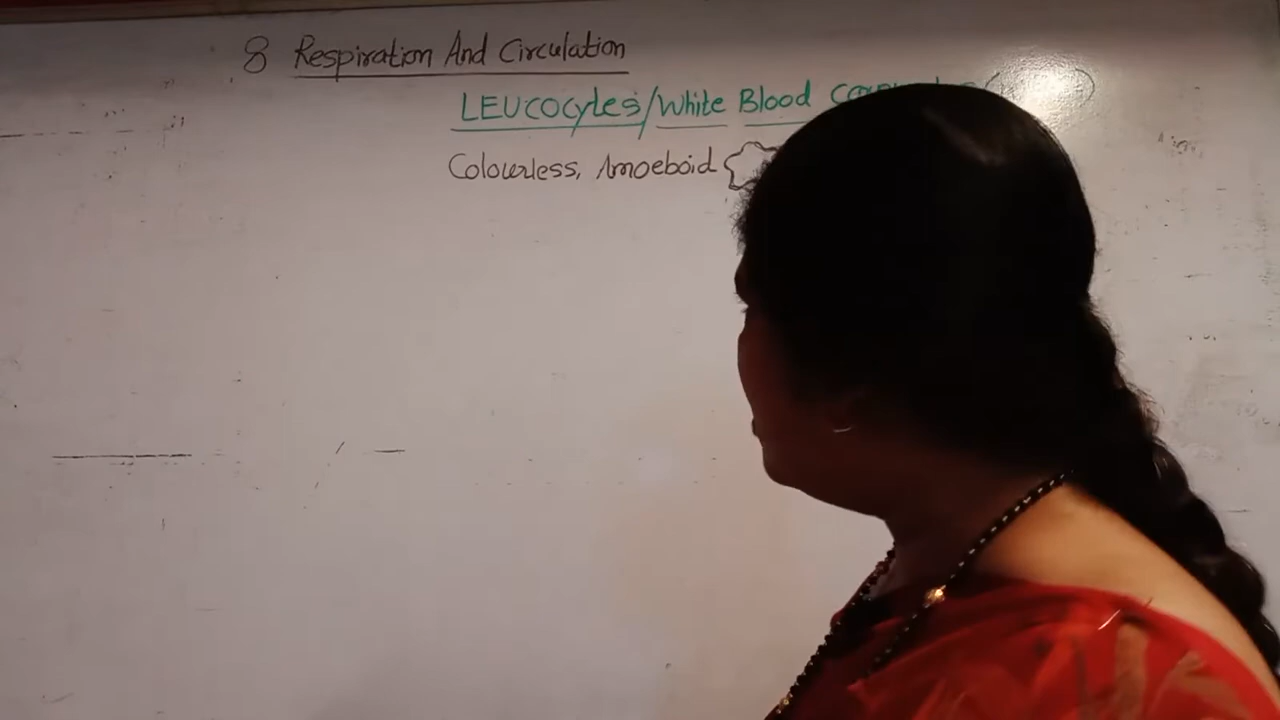 8 Respiration And Circulation
LEUCOCYTES/White Blood
Colourless, Amoeboid